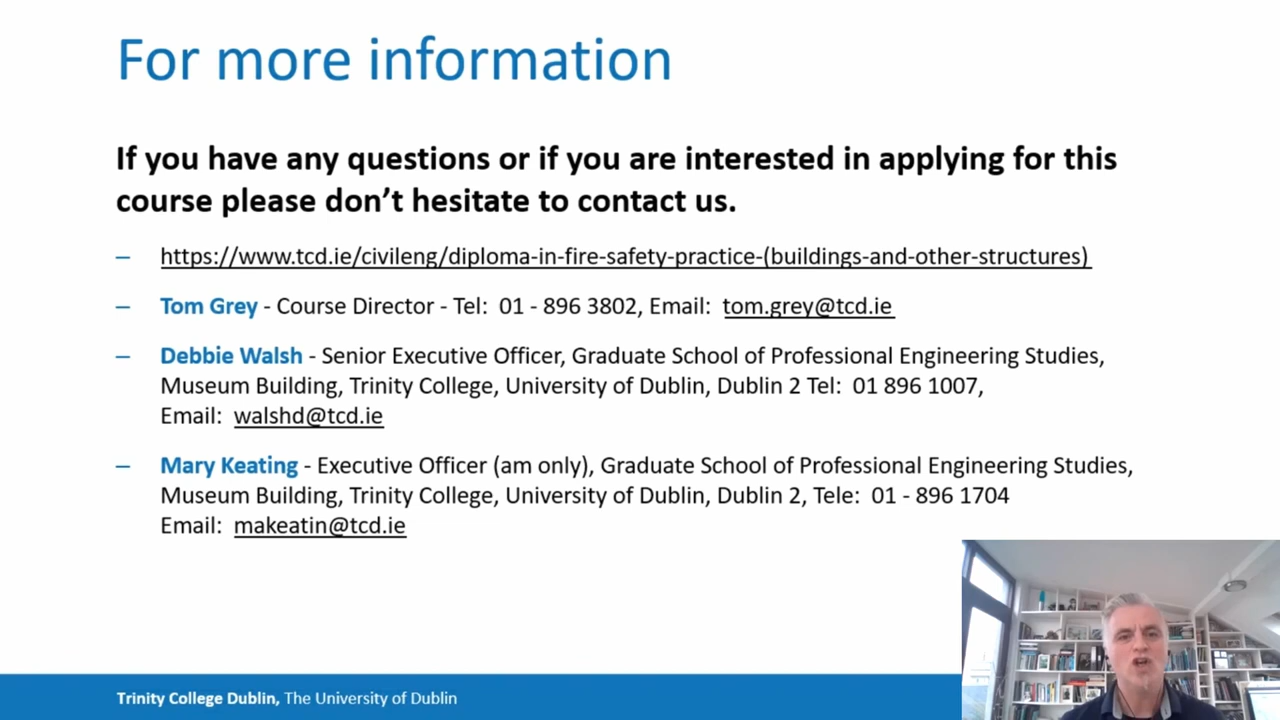 For more information
If you have any questions or if you are interested in applying for this
course please don’t hesitate to contact us.
– https://www.tcd.ie/civileng/diploma-in-fire-safety-practice-(buildings-and-other-structures)
– Tom Grey - Course Director - Tel: 01 - 896 3802, Email: tom.grey@tcd.ie
– Debbie Walsh - Senior Executive Officer, Graduate School of Professional Engineering Studies,
Museum Building, Trinity College, University of Dublin, Dublin 2 Tel: 01 896 1007,
Email: walshd@tcd.ie
– Mary Keating - Executive Officer (am only), Graduate School of Professional Engineering Studies,
Museum Building, Trinity College, University of Dublin, Dublin 2, Tele: 01 - 896 1704
Email: makeatin@tcd.ie
Trinity College Dublin, The University of Dublin